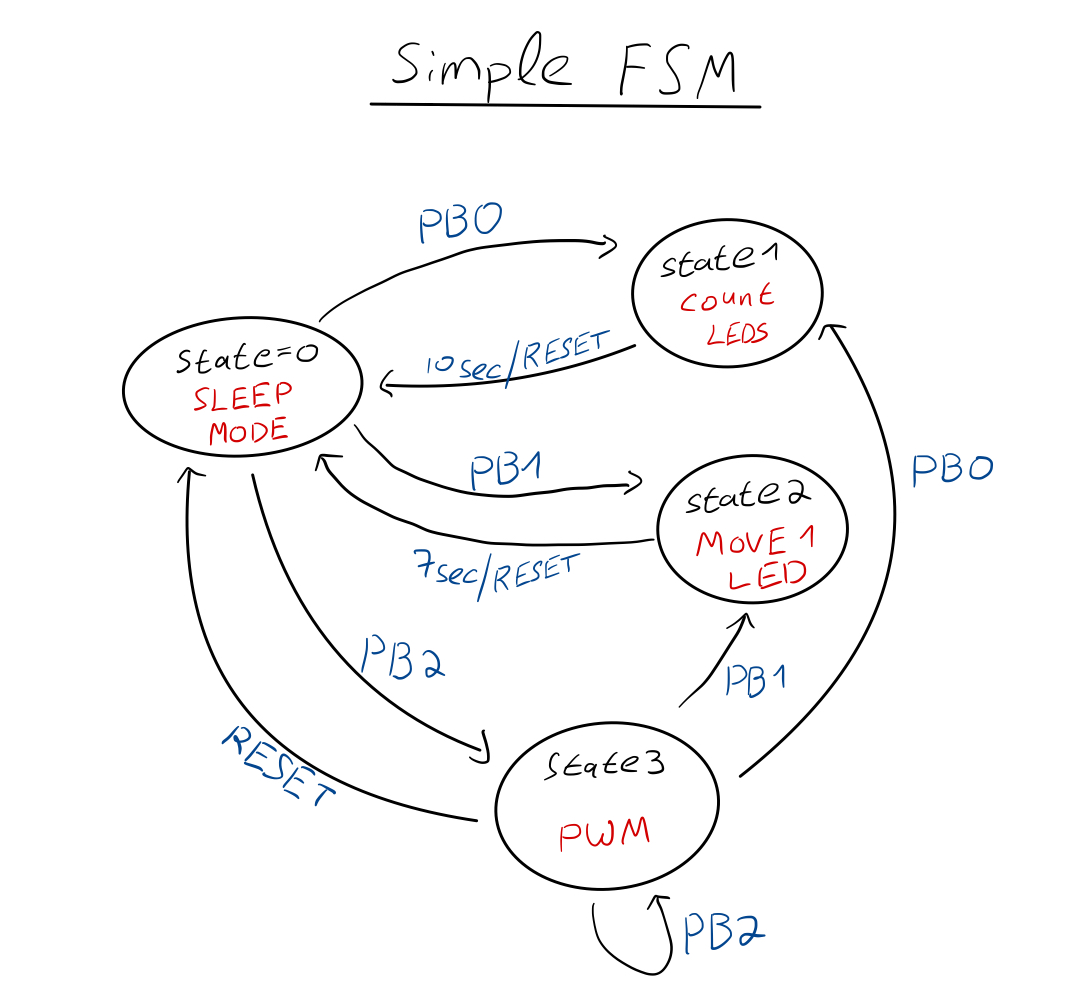 Simple FSM
PB0
state1
count
LEDS
10sec/RESET
State=0
SLEEP
MODE
PB1
PB0
state2
MOVE 1
LED
7sec/RESET
PB2
PB1
RESET
State3
PWM
PB2